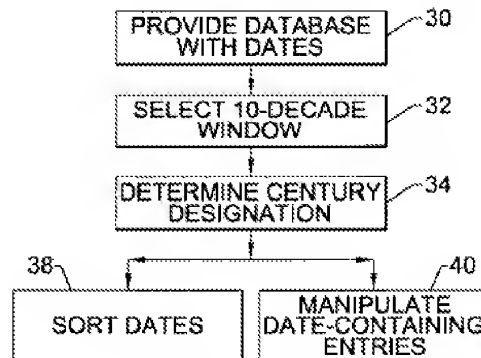 PROVIDE DATABASE
WITH DATES
30
SELECT 10-DECADE
WINDOW
32
DETERMINE CENTURY
DESIGNATION
34
38
SORT DATES
40
MANIPULATE
DATE-CONTAINING
ENTRIES